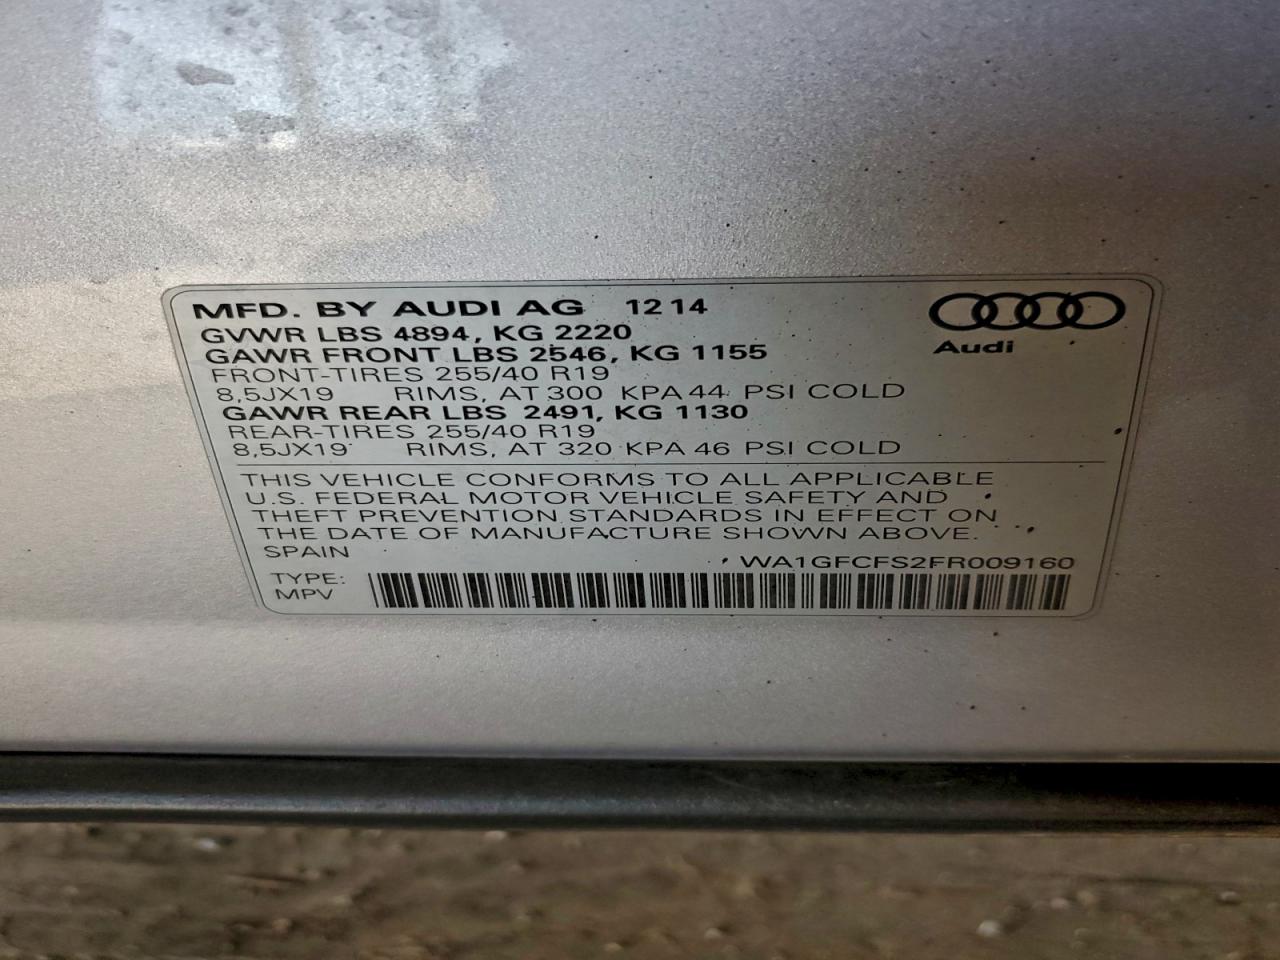 MFD. BY AUDI AG 12 14
Audi
GVWR LBS 4894, KG 2220
GAWR FRONT LBS 2546, KG 1155
FRONT-TIRES 255/40 R19
8,5JX19 RIMS, AT 300 KPA 44 PSI COLD
GAWR REAR LBS 2491, KG 1130
REAR-TIRES 255/40 R19
8,5JX19 RIMS, AT 320 KPA 46 PSI COLD
THIS VEHICLE CONFORMS TO ALL APPLICABLE
U.S. FEDERAL MOTOR VEHICLE SAFETY AND
THEFT PREVENTION STANDARDS IN EFFECT ON
THE DATE OF MANUFACTURE SHOWN ABOVE.
SPAIN WA1GFCFS2FR009160
TYPE:
MPV